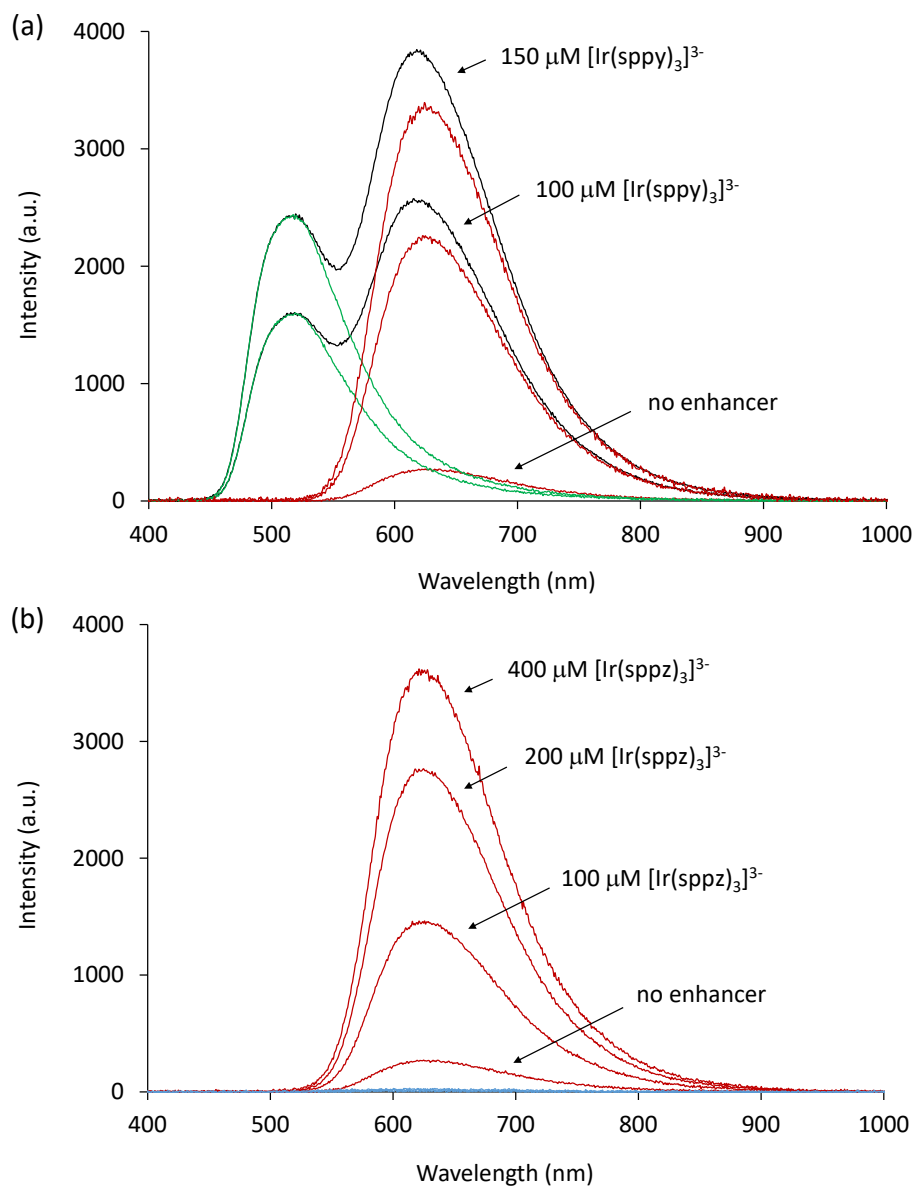 (a)
4000
150 μM [Ir(sppy)₃]³⁻
3000
100 μM [Ir(sppy)₃]³⁻
Intensity (a.u.)
2000
1000
no enhancer
0
400 500 600 700 800 900 1000
Wavelength (nm)
(b)
4000
400 μM [Ir(sppz)₃]³⁻
3000
200 μM [Ir(sppz)₃]³⁻
Intensity (a.u.)
2000
100 μM [Ir(sppz)₃]³⁻
1000
no enhancer
0
400 500 600 700 800 900 1000
Wavelength (nm)